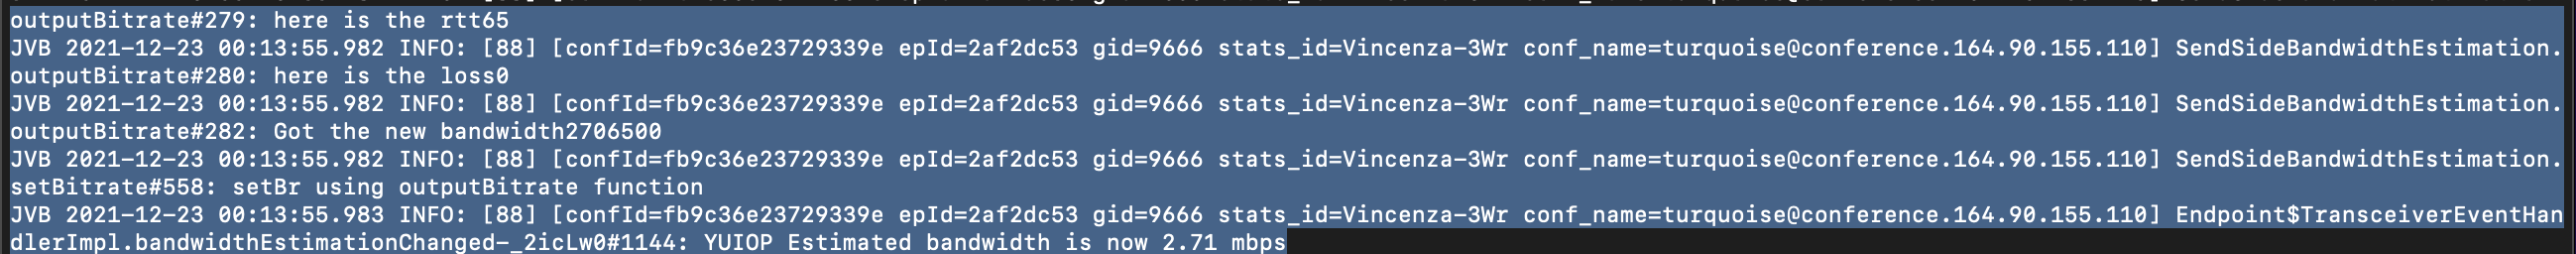 outputBitrate#279: here is the rtt65
JVB 2021-12-23 00:13:55.982 INFO: [88] [confId=fb9c36e23729339e epId=2af2dc53 gid=9666 stats_id=Vincenza-3Wr conf_name=turquoise@conference.164.90.155.110] SendSideBandwidthEstimation.
outputBitrate#280: here is the loss0
JVB 2021-12-23 00:13:55.982 INFO: [88] [confId=fb9c36e23729339e epId=2af2dc53 gid=9666 stats_id=Vincenza-3Wr conf_name=turquoise@conference.164.90.155.110] SendSideBandwidthEstimation.
outputBitrate#282: Got the new bandwidth2706500
JVB 2021-12-23 00:13:55.982 INFO: [88] [confId=fb9c36e23729339e epId=2af2dc53 gid=9666 stats_id=Vincenza-3Wr conf_name=turquoise@conference.164.90.155.110] SendSideBandwidthEstimation.
setBitrate#558: setBr using outputBitrate function
JVB 2021-12-23 00:13:55.983 INFO: [88] [confId=fb9c36e23729339e epId=2af2dc53 gid=9666 stats_id=Vincenza-3Wr conf_name=turquoise@conference.164.90.155.110] Endpoint$TransceiverEventHan
dlerImpl.bandwidthEstimationChanged-_2icLw0#1144: YUIOP Estimated bandwidth is now 2.71 mbps